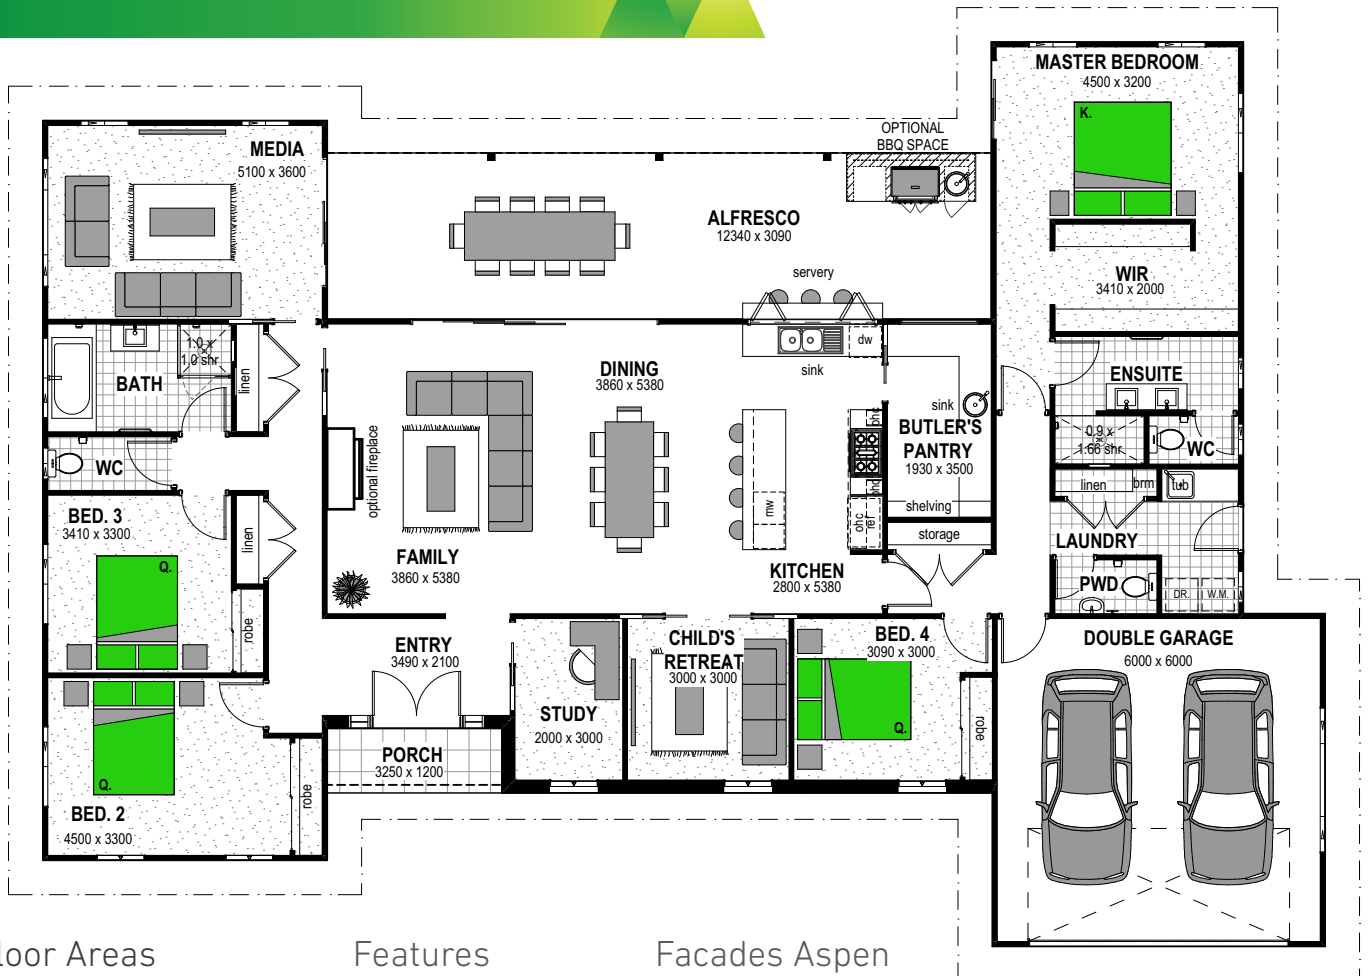 MASTER BEDROOM
4500 x 3200
K.
OPTIONAL
BBQ SPACE
MEDIA
5100 x 3600
ALFRESCO
12340 x 3090
servery
WIR
3410 x 2000
1.0 x
1.0 shr
BATH
linen
DINING
3860 x 5380
sink
dw
ENSUITE
sink
BUTLER'S
PANTRY
1930 x 3500
shelving
ohc
ohc
ohc
ref
mw
0.9 x
1.66 shr
WC
WC
optional fireplace
linen
brm
tub
BED. 3
3410 x 3300
Q.
linen
robe
FAMILY
3860 x 5380
KITCHEN
2800 x 5380
storage
LAUNDRY
PWD
DR.
W.M.
ENTRY
3490 x 2100
CHILD'S
RETREAT
3000 x 3000
BED. 4
3090 x 3000
Q.
robe
DOUBLE GARAGE
6000 x 6000
STUDY
2000 x 3000
PORCH
3250 x 1200
Q.
BED. 2
4500 x 3300
robe
loor Areas
Features
Facades Aspen